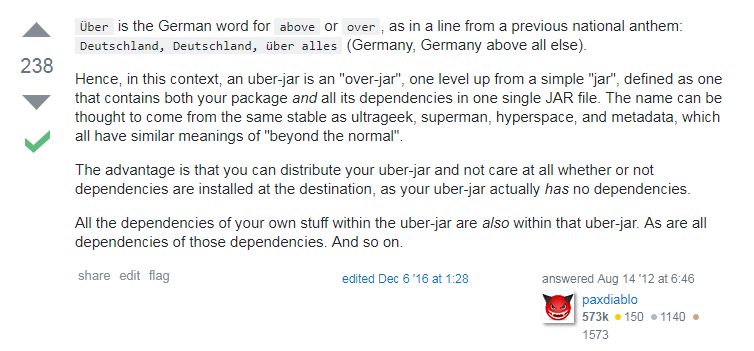 Über is the German word for above or over, as in a line from a previous national anthem:
Deutschland, Deutschland, über alles (Germany, Germany above all else).
238
Hence, in this context, an uber-jar is an "over-jar", one level up from a simple "jar", defined as one
that contains both your package and all its dependencies in one single JAR file. The name can be
thought to come from the same stable as ultrageek, superman, hyperspace, and metadata, which
all have similar meanings of "beyond the normal".
The advantage is that you can distribute your uber-jar and not care at all whether or not
dependencies are installed at the destination, as your uber-jar actually has no dependencies.
All the dependencies of your own stuff within the uber-jar are also within that uber-jar. As are all
dependencies of those dependencies. And so on.
share edit flag
edited Dec 6 '16 at 1:28
answered Aug 14 '12 at 6:46
paxdiablo
573k ● 150 ● 1140 ●
1573